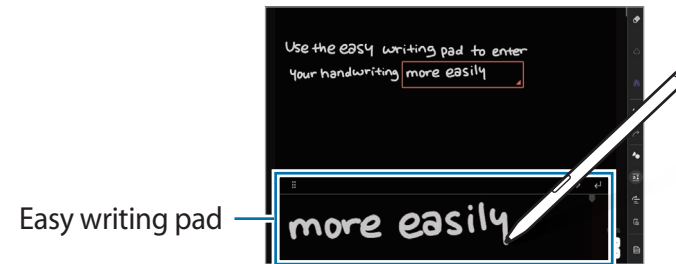 Use the easy writing pad to enter
your handwriting more easily
Easy writing pad
more easily